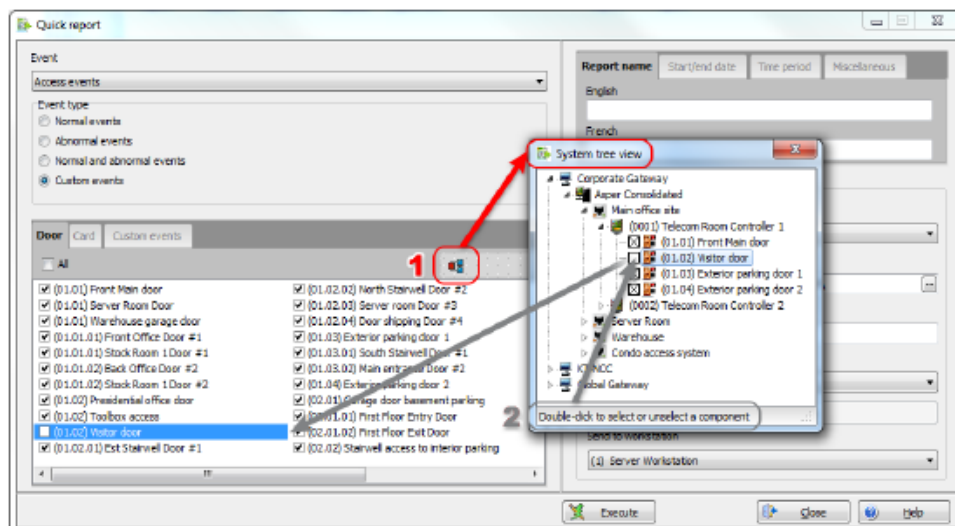 Quick report
Event
Access events
Event type
Normal events
Abnormal events
Normal and abnormal events
Custom events
Door Card Custom events
All
1
(01.01) Front Main door
(01.01) Server Room Door
(01.01) Warehouse garage door
(01.01.01) Front Office Door #1
(01.01.01) Stock Room 1 Door #1
(01.01.02) Back Office Door #2
(01.01.02) Stock Room 1 Door #2
(01.02) Presidential office door
(01.02) Toolbox access
(01.02) Visitor door
(01.02.01) Est Stairwell Door #1
(01.02.02) North Stairwell Door #2
(01.02.03) Server room Door #3
(01.02.04) Door shipping Door #4
(01.03) Exterior parking door 1
(01.03.01) South Stairwell Door #1
(01.03.02) Main entrance Door #2
(01.04) Exterior parking door 2
(02.01) Garage door basement parking
(02.01.01) First Floor Entry Door
(02.01.02) First Floor Exit Door
(02.02) Stairwell access to interior parking
Report name Start/end date Time period Miscellaneous
English
French
System tree view
Corporate Gateway
Asper Consolidated
Main office site
(0001) Telecom Room Controller 1
(01.01) Front Main door
(01.02) Visitor door
(01.03) Exterior parking door 1
(01.04) Exterior parking door 2
(0002) Telecom Room Controller 2
Server Room
Warehouse
Condo access system
Global Gateway
2
Double-click to select or unselect a component
Send to workstation
(1) Server Workstation
Execute Close Help